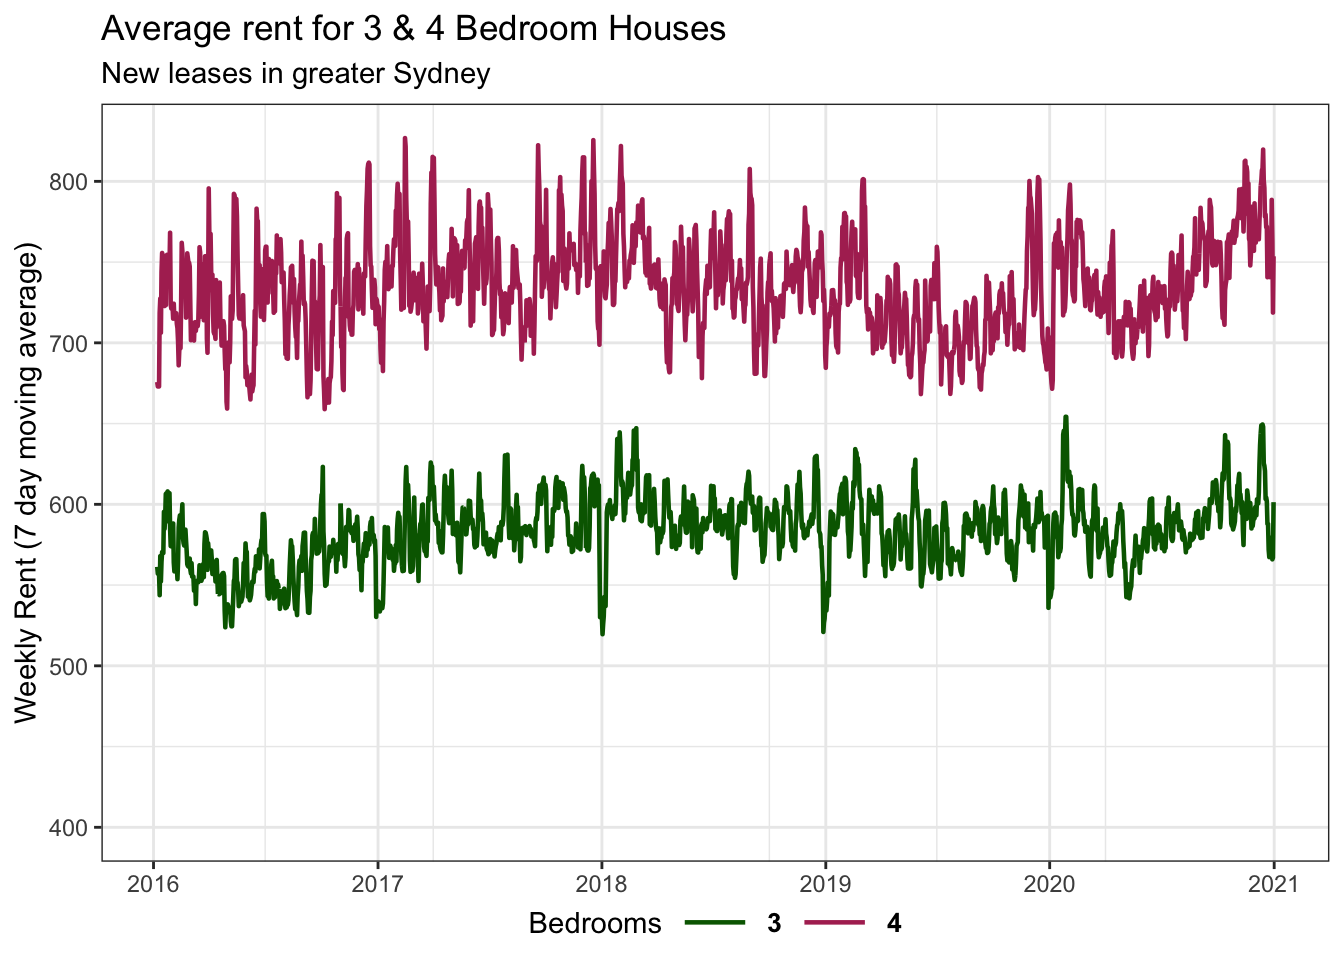 Average rent for 3 & 4 Bedroom Houses
New leases in greater Sydney
Weekly Rent (7 day moving average)
800
700
600
500
400
2016 2017 2018 2019 2020 2021
Bedrooms 3 4